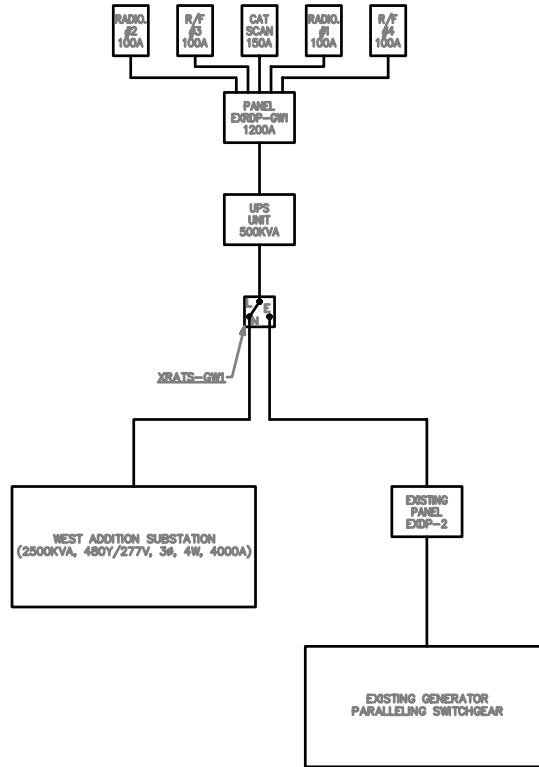 RADIO.
#2
100A
R/F
#3
100A
CAT
SCAN
150A
RADIO.
#1
100A
R/F
#4
100A
PANEL
EXRDP-GW1
1200A
UPS
UNIT
500KVA
L
E
N
XRATS-GW1
WEST ADDITION SUBSTATION
(2500KVA, 480Y/277V, 3ø, 4W, 4000A)
EXISTING
PANEL
EXDP-2
EXISTING GENERATOR
PARALLELING SWITCHGEAR